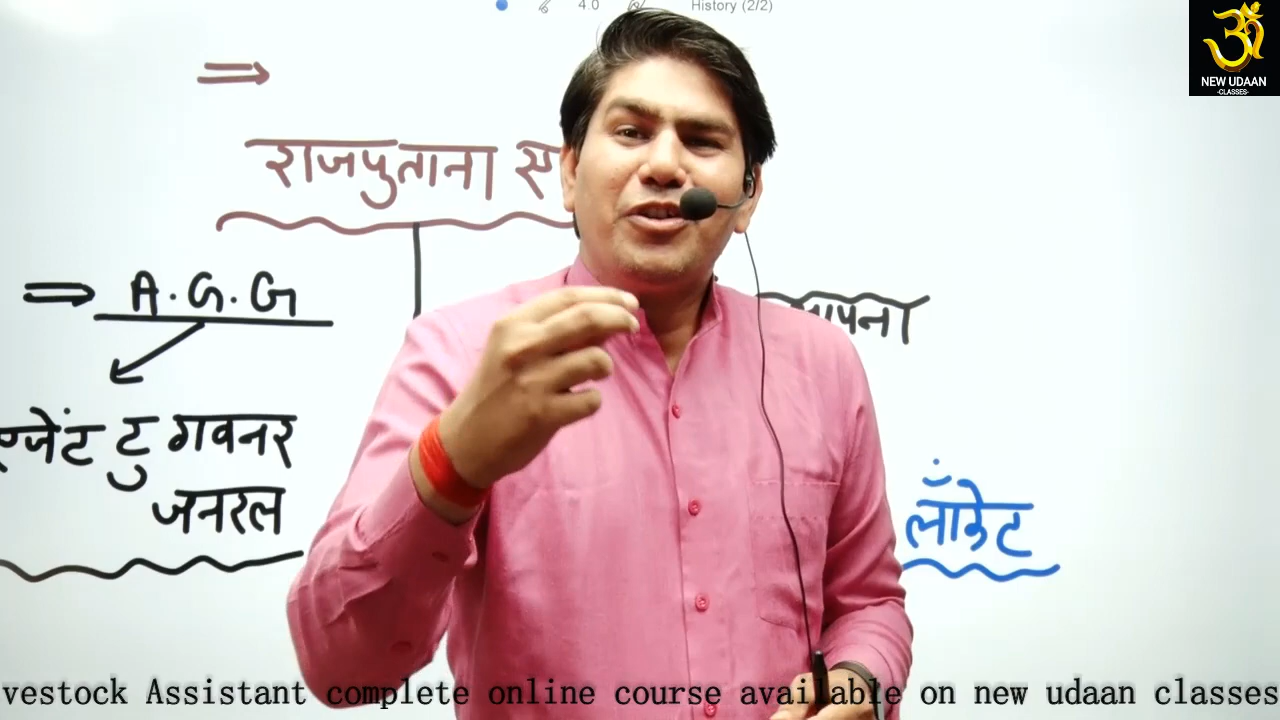 4.0 History (2/2)
NEW UDAAN
-CLASSES-
राजपुताना
A.G.G
एजेंट टु गवनर
जनरल
लॉकेट
vestock Assistant complete online course available on new udaan classes